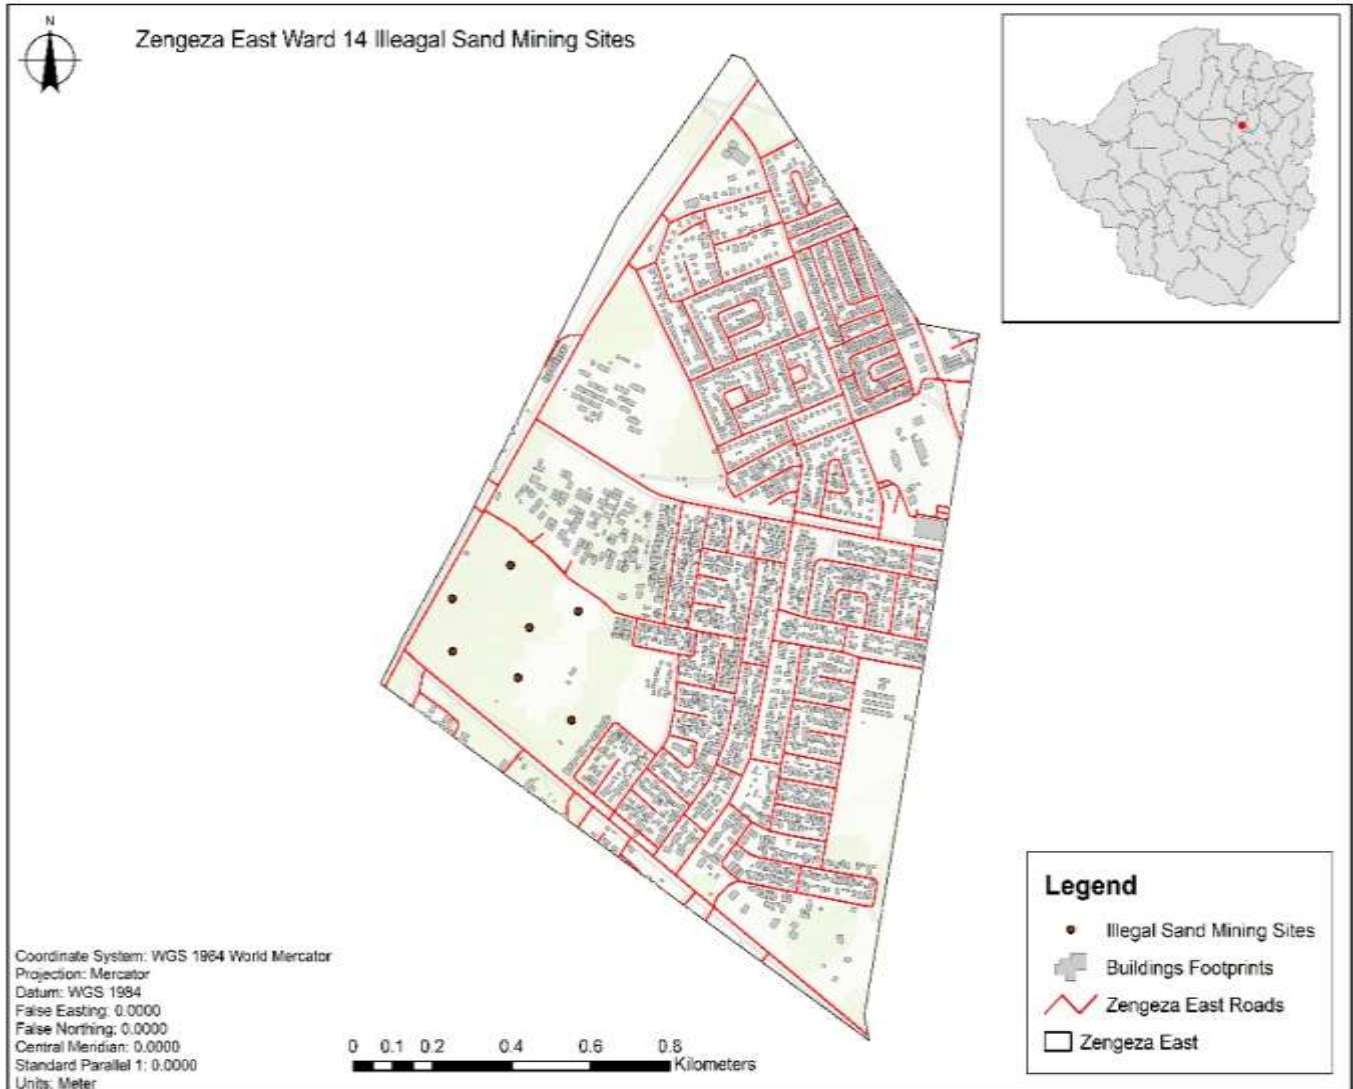 N
Zengeza East Ward 14 Illeagal Sand Mining Sites
Legend
Illegal Sand Mining Sites
Buildings Footprints
Zengeza East Roads
Zengeza East
Coordinate System: WGS 1984 World Mercator
Projection: Mercator
Datum: WGS 1984
False Easting: 0.0000
False Northing: 0.0000
Central Meridian: 0.0000
Standard Parallel 1: 0.0000
Units: Meter
0 0.1 0.2 0.4 0.6 0.8
Kilometers